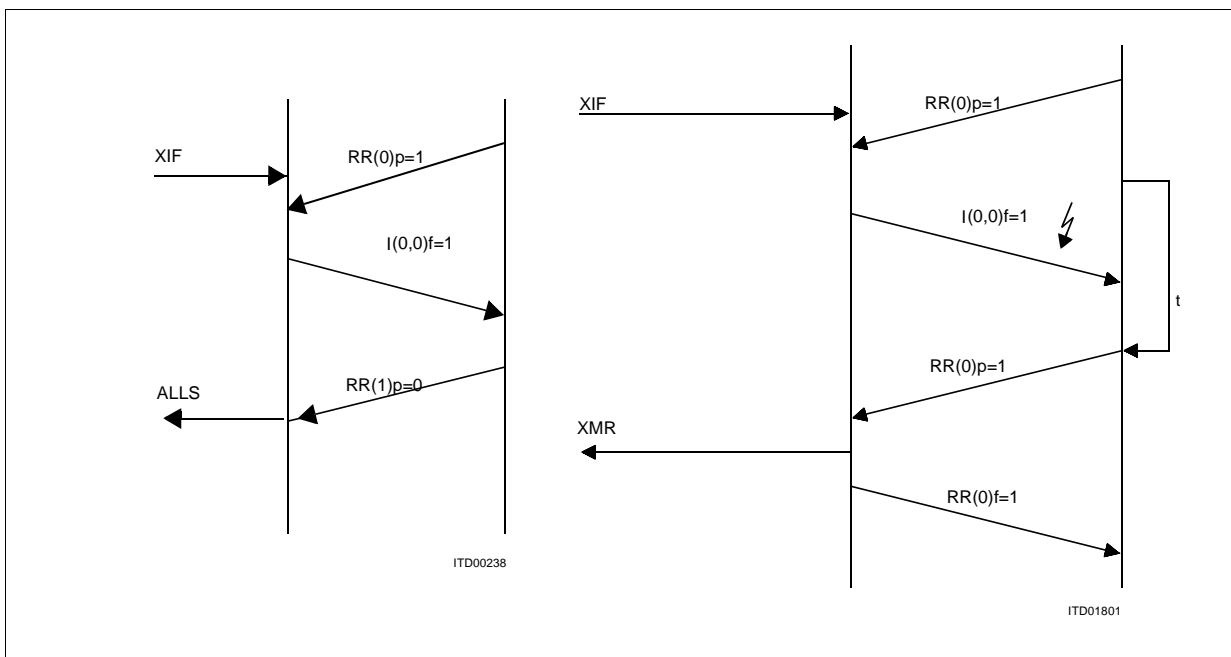 XIF
RR(0)p=1
I(0,0)f=1
RR(1)p=0
ALLS
ITD00238
XIF
RR(0)p=1
I(0,0)f=1
t
RR(0)p=1
XMR
RR(0)f=1
ITD01801